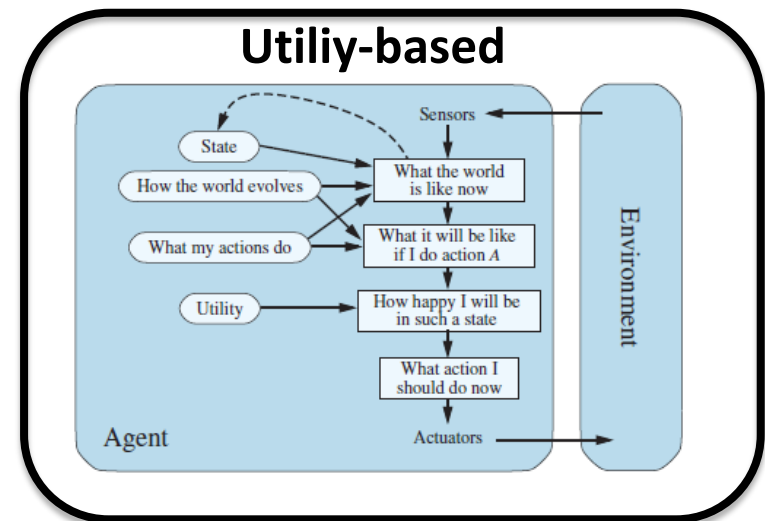 Utiliy-based
Sensors
State
What the world
is like now
How the world evolves
What my actions do
What it will be like
if I do action A
Utility
How happy I will be
in such a state
What action I
should do now
Agent
Actuators
Environment